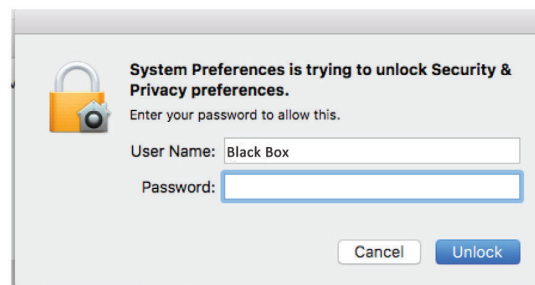 System Preferences is trying to unlock Security &
Privacy preferences.
Enter your password to allow this.
User Name: Black Box
Password:
Cancel Unlock